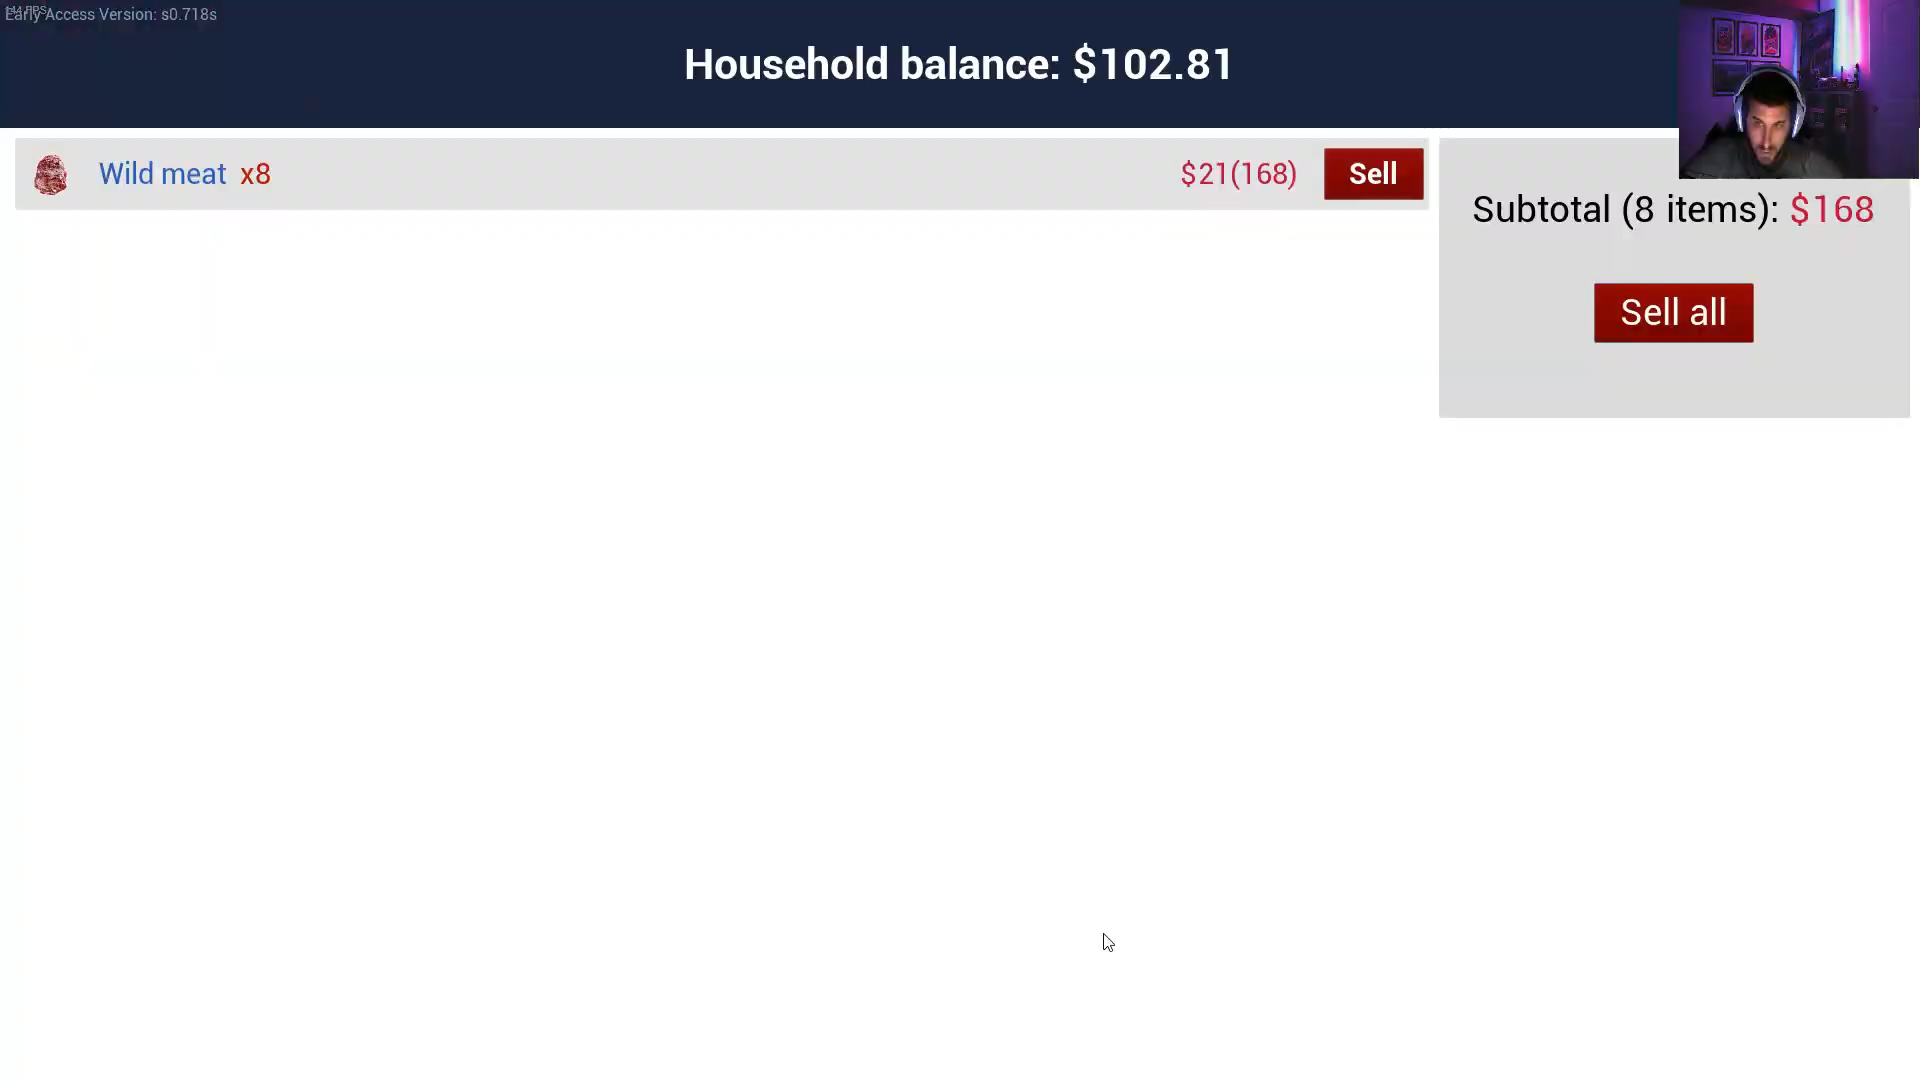 Early Access Version: s0.718s
Household balance: $102.81
Wild meat x8 $21(168) Sell
Subtotal (8 items): $168
Sell all